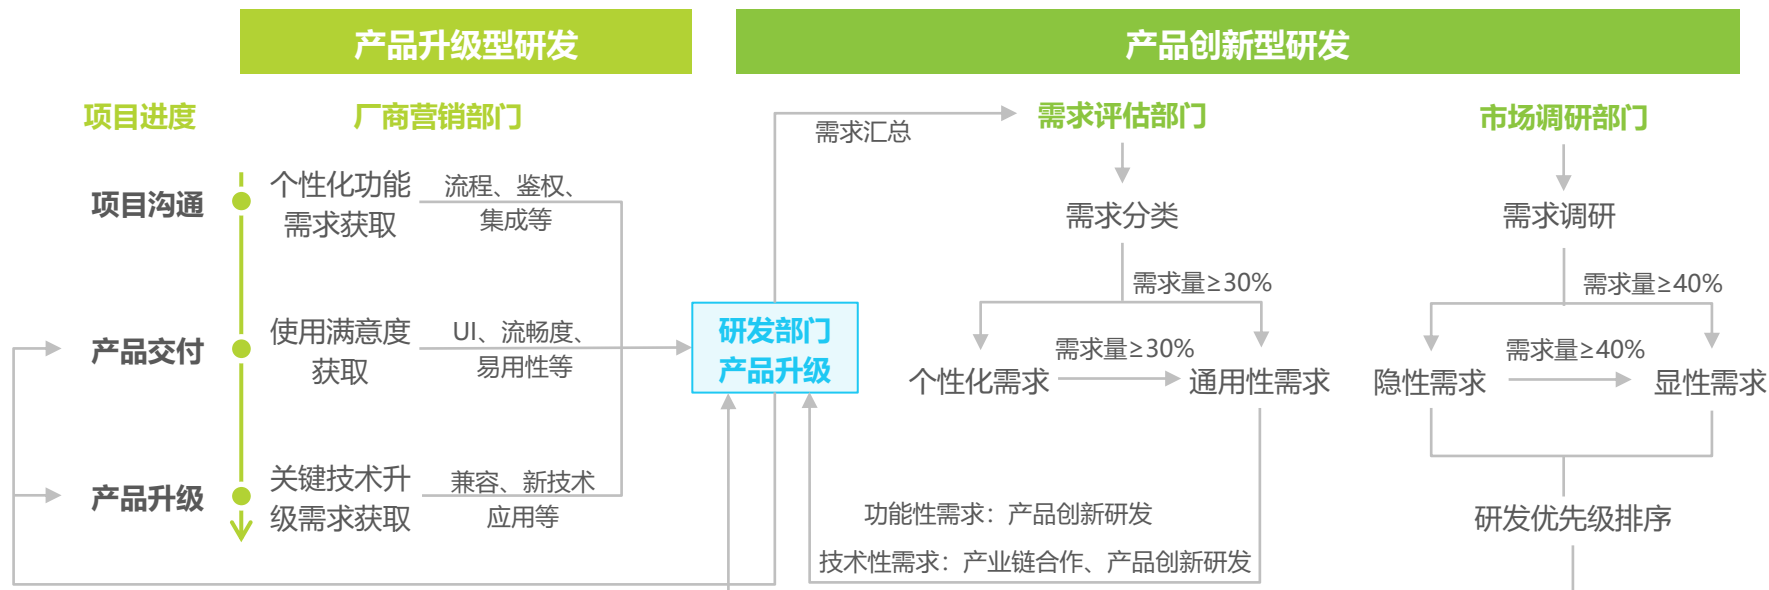 产品升级型研发
产品创新型研发
项目进度
厂商营销部门
需求评估部门
市场调研部门
需求汇总
项目沟通
个性化功能
需求获取
流程、鉴权、
集成等
需求分类
需求调研
需求量≥30%
需求量≥40%
产品交付
使用满意度
获取
UI、流畅度、
易用性等
研发部门
产品升级
需求量≥30%
需求量≥40%
个性化需求
通用性需求
隐性需求
显性需求
产品升级
关键技术升
级需求获取
兼容、新技术
应用等
功能性需求：产品创新研发
技术性需求：产业链合作、产品创新研发
研发优先级排序